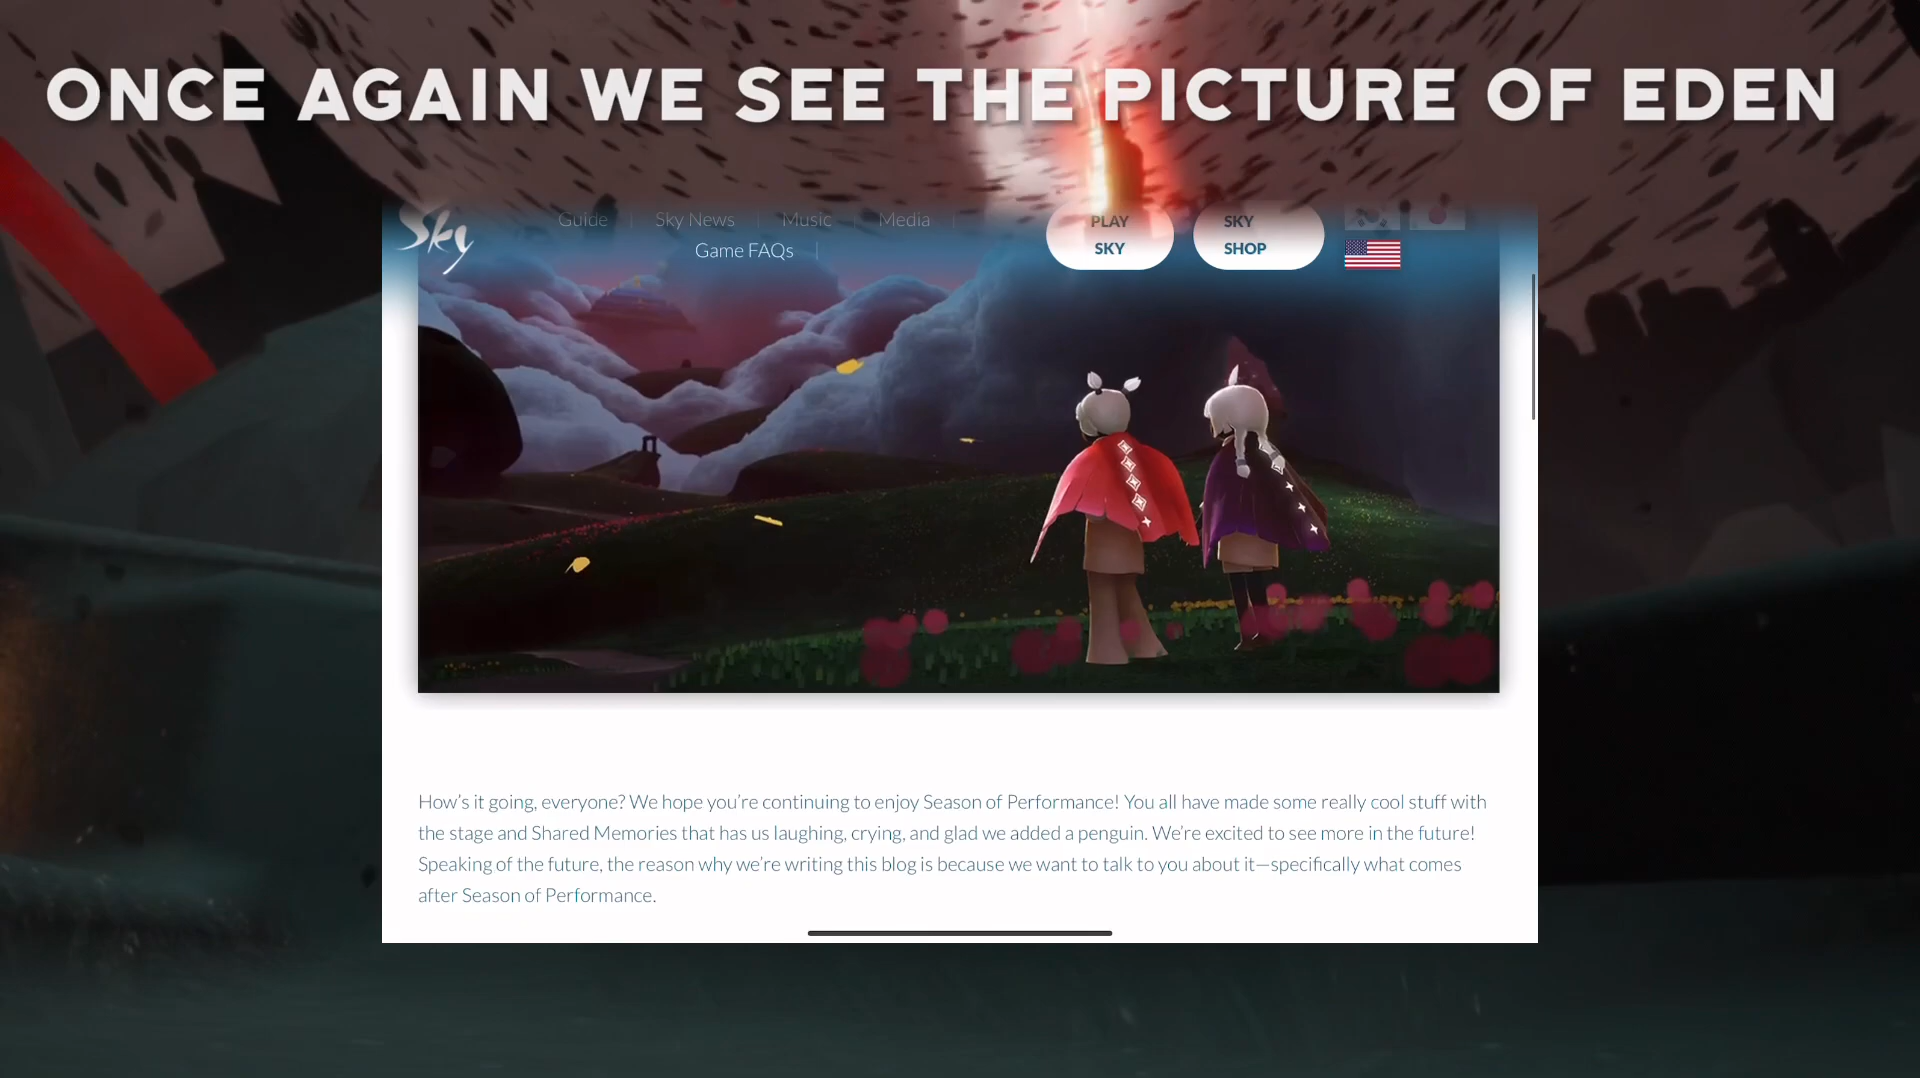 ONCE AGAIN WE SEE THE PICTURE OF EDEN
Sky
Guide | Sky News | Music | Media |
Game FAQs |
PLAY
SKY
SKY
SHOP
How’s it going, everyone? We hope you’re continuing to enjoy Season of Performance! You all have made some really cool stuff with
the stage and Shared Memories that has us laughing, crying, and glad we added a penguin. We’re excited to see more in the future!
Speaking of the future, the reason why we’re writing this blog is because we want to talk to you about it—specifically what comes
after Season of Performance.